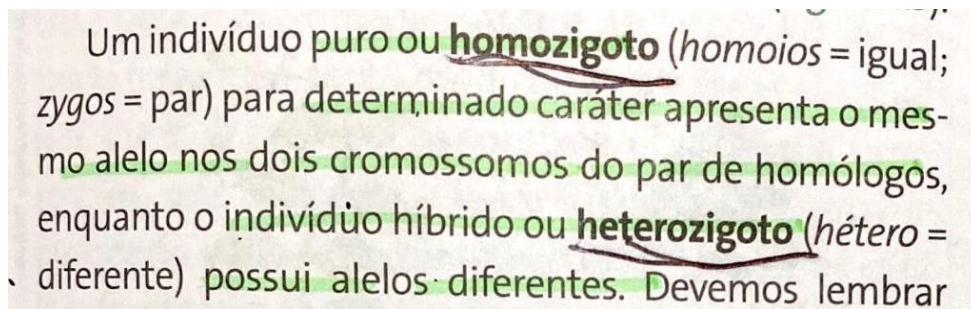 Um indivíduo puro ou homozigoto (homoios = igual;
zygos = par) para determinado caráter apresenta o mes-
mo alelo nos dois cromossomos do par de homólogos,
enquanto o indivíduo híbrido ou heterozigoto (hétero =
diferente) possui alelos diferentes. Devemos lembrar